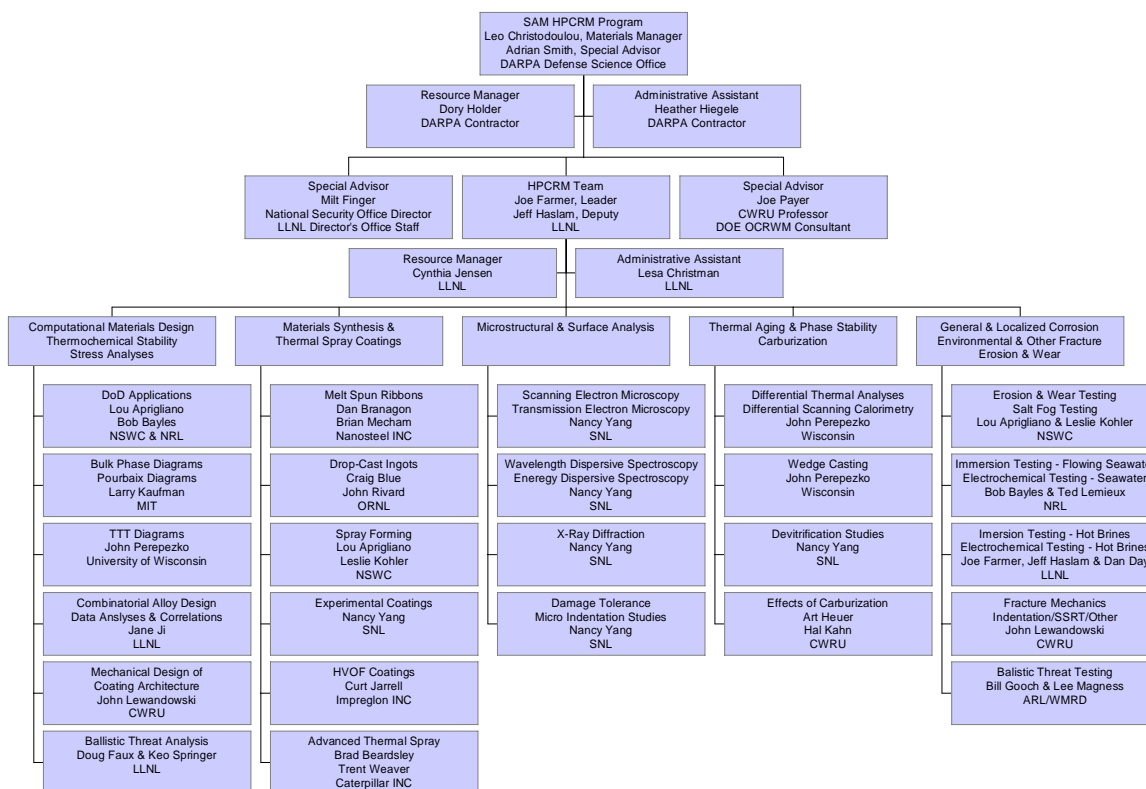 SAM HPCRM Program
Leo Christodoulou, Materials Manager
Adrian Smith, Special Advisor
DARPA Defense Science Office
Resource Manager
Dory Holder
DARPA Contractor
Administrative Assistant
Heather Hiegele
DARPA Contractor
Special Advisor
Milt Finger
National Security Office Director
LLNL Director's Office Staff
HPCRM Team
Joe Farmer, Leader
Jeff Haslam, Deputy
LLNL
Special Advisor
Joe Payer
CWRU Professor
DOE OCRWM Consultant
Resource Manager
Cynthia Jensen
LLNL
Administrative Assistant
Lesa Christman
LLNL
Computational Materials Design
Thermochemical Stability
Stress Analyses
DoD Applications
Lou Aprigliano
Bob Bayles
NSWC & NRL
Bulk Phase Diagrams
Pourbaix Diagrams
Larry Kaufman
MIT
TTT Diagrams
John Perepezko
University of Wisconsin
Combinatorial Alloy Design
Data Anslyses & Correlations
Jane Ji
LLNL
Mechanical Design of
Coating Architecture
John Lewandowski
CWRU
Ballistic Threat Analysis
Doug Faux & Keo Springer
LLNL
Materials Synthesis &
Thermal Spray Coatings
Melt Spun Ribbons
Dan Branagon
Brian Mecham
Nanosteel INC
Drop-Cast Ingots
Craig Blue
John Rivard
ORNL
Spray Forming
Lou Aprigliano
Leslie Kohler
NSWC
Experimental Coatings
Nancy Yang
SNL
HVOF Coatings
Curt Jarrell
Impreglon INC
Advanced Thermal Spray
Brad Beardsley
Trent Weaver
Caterpillar INC
Microstructural & Surface Analysis
Scanning Electron Microscopy
Transmission Electron Microscopy
Nancy Yang
SNL
Wavelength Dispersive Spectroscopy
Eneregy Dispersive Spectroscopy
Nancy Yang
SNL
X-Ray Diffraction
Nancy Yang
SNL
Damage Tolerance
Micro Indentation Studies
Nancy Yang
SNL
Thermal Aging & Phase Stability
Carburization
Differential Thermal Analyses
Differential Scanning Calorimetry
John Perepezko
Wisconsin
Wedge Casting
John Perepezko
Wisconsin
Devitrification Studies
Nancy Yang
SNL
Effects of Carburization
Art Heuer
Hal Kahn
CWRU
General & Localized Corrosion
Environmental & Other Fracture
Erosion & Wear
Erosion & Wear Testing
Salt Fog Testing
Lou Aprigliano & Leslie Kohler
NSWC
Immersion Testing - Flowing Seawate
Electrochemical Testing - Seawater
Bob Bayles & Ted Lemieux
NRL
Imersion Testing - Hot Brines
Electrochemical Testing - Hot Brines
Joe Farmer, Jeff Haslam & Dan Day
LLNL
Fracture Mechanics
Indentation/SSRT/Other
John Lewandowski
CWRU
Balistic Threat Testing
Bill Gooch & Lee Magness
ARL/WMRD